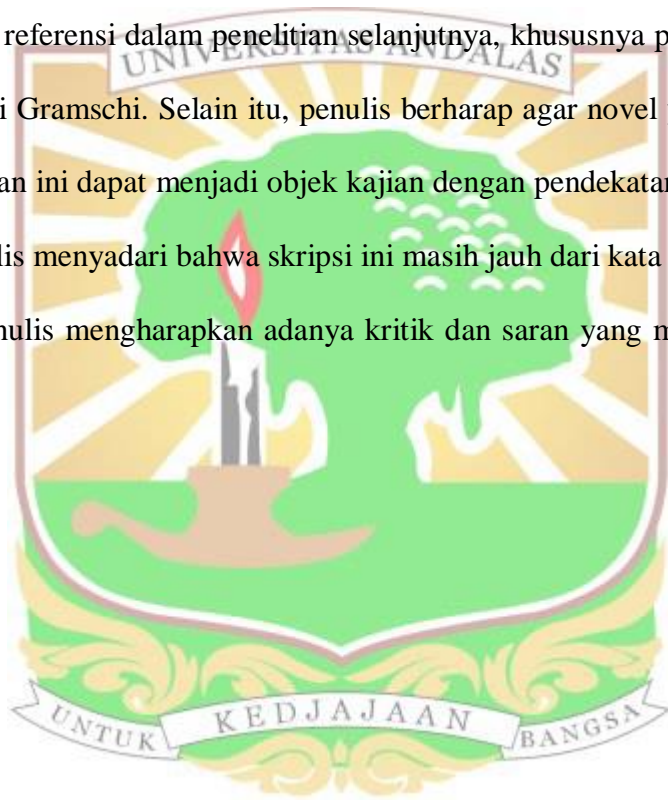 referensi dalam penelitian selanjutnya, khususnya p
UNIVERSITAS ANDALAS
i Gramschi. Selain itu, penulis berharap agar novel
an ini dapat menjadi objek kajian dengan pendekatan
lis menyadari bahwa skripsi ini masih jauh dari kata
nulis mengharapkan adanya kritik dan saran yang m
UNTUK KEDJAJAAN BANGSA